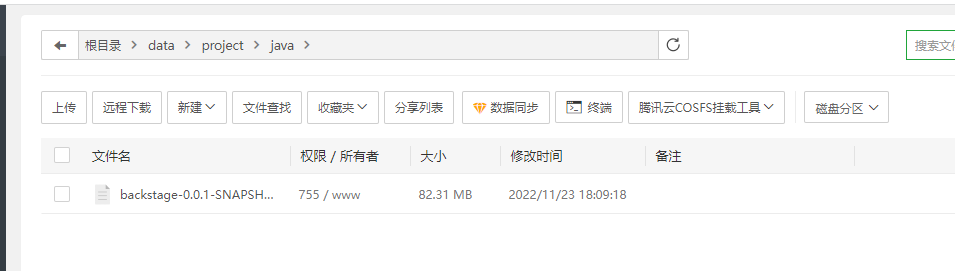 根目录 data project java 搜索文件
上传 远程下载 新建 文件查找 收藏夹 分享列表 数据同步 终端 腾讯云COSFS挂载工具 磁盘分区
文件名 权限 / 所有者 大小 修改时间 备注
backstage-0.0.1-SNAPSH... 755 / www 82.31 MB 2022/11/23 18:09:18